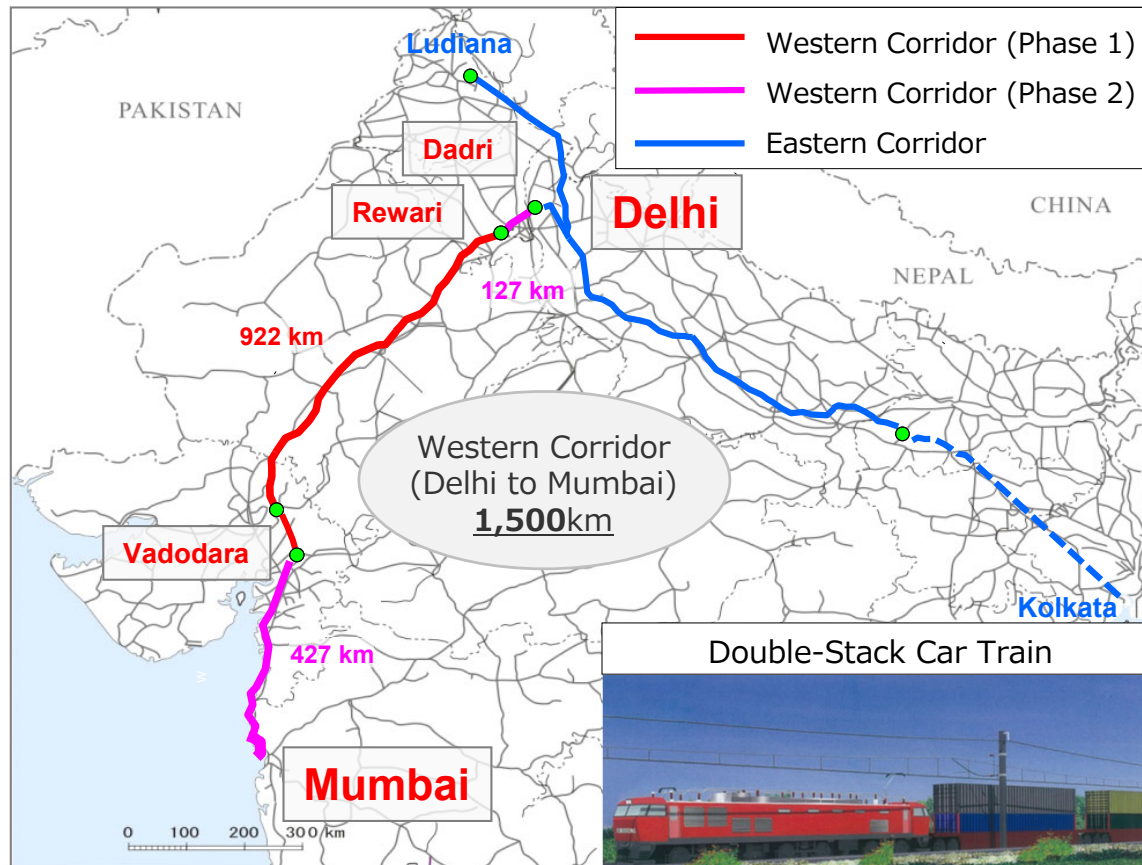 Ludiana
Western Corridor (Phase 1)
Western Corridor (Phase 2)
Eastern Corridor
PAKISTAN
Dadri
Rewari
Delhi
CHINA
NEPAL
127 km
922 km
Western Corridor
(Delhi to Mumbai)
1,500km
Vadodara
Kolkata
427 km
Double-Stack Car Train
Mumbai
0 100 200 300 km